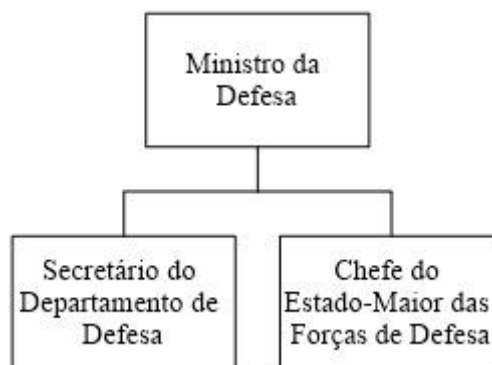 Ministro da
Defesa
Secretário do
Departamento de
Defesa
Chefe do
Estado-Maior das
Forças de Defesa